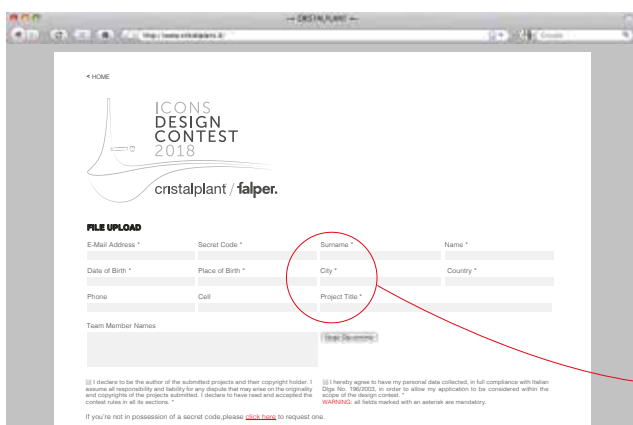 — CRISTALPLANT —
< HOME
ICONS
DESIGN
CONTEST
2018
cristalplant / falper.
FILE UPLOAD
E-Mail Address * Secret Code * Surname * Name *
Date of Birth * Place of Birth * City * Country *
Phone Cell Project Title *
Team Member Names
I declare to be the author of the submitted projects and their copyright holder. I
assume all responsibility and liability for any dispute that may arise on the originality
and copyrights of the projects submitted. I declare to have read and accepted the
contest rules in all its sections. *
I hereby agree to have my personal data collected, in full compliance with Italian
Dlgs No. 196/2003, in order to allow my application to be considered within the
scope of the design contest. *
WARNING: all fields marked with an asterisk are mandatory.
If you're not in possession of a secret code,please click here to request one.